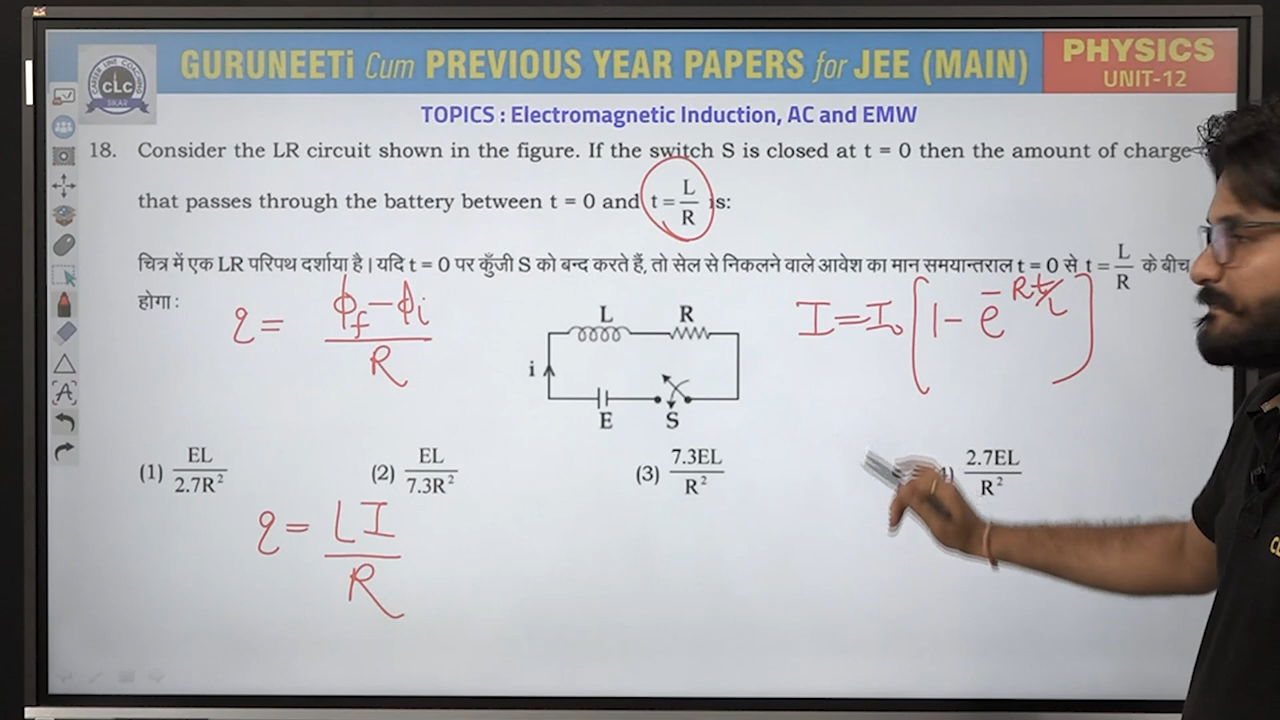 GURUNEETi Cum PREVIOUS YEAR PAPERS for JEE (MAIN)
PHYSICS
UNIT-12
CLC
SIKAR
TOPICS : Electromagnetic Induction, AC and EMW
18. Consider the LR circuit shown in the figure. If the switch S is closed at t = 0 then the amount of charge
that passes through the battery between t = 0 and t = L/R is:
चित्र में एक LR परिपथ दर्शाया है। यदि t = 0 पर कुँजी S को बन्द करते हैं, तो सेल से निकलने वाले आवेश का मान समयान्तराल t = 0 से t = L/R के बीच
होगा :
q = (ϕf − ϕi)/R
L R
i
E S
I = I₀ [1 − e^(−Rt/L)]
(1) EL/2.7R² (2) EL/7.3R² (3) 7.3EL/R² 2.7EL/R²
q = LI/R